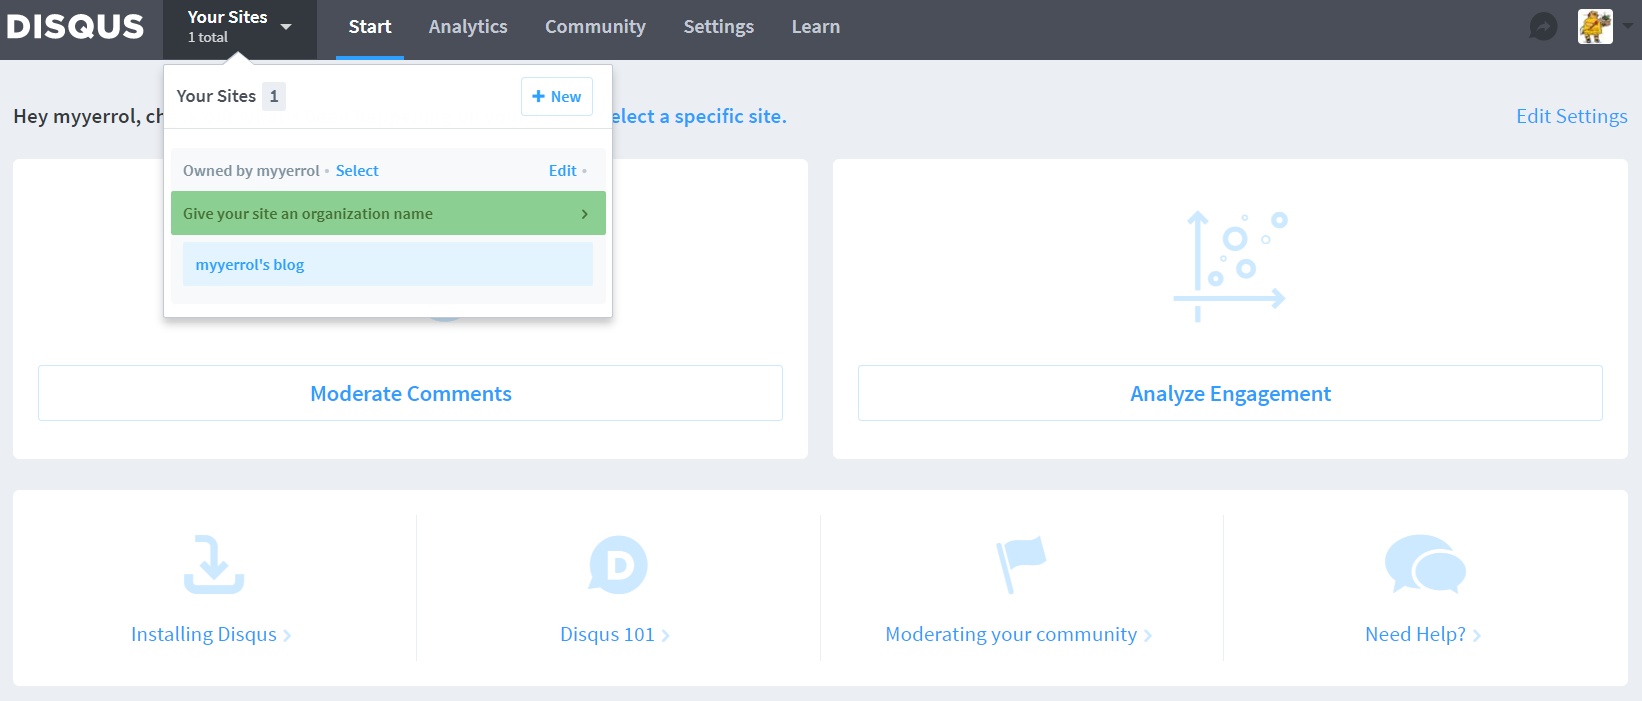 DISQUS
Your Sites
1 total
Start
Analytics
Community
Settings
Learn
Your Sites 1
+ New
Hey myyerrol,
elect a specific site.
Edit Settings
Owned by myyerrol • Select
Edit •
Give your site an organization name
myyerrol's blog
Moderate Comments
Analyze Engagement
D
Installing Disqus
Disqus 101
Moderating your community
Need Help?